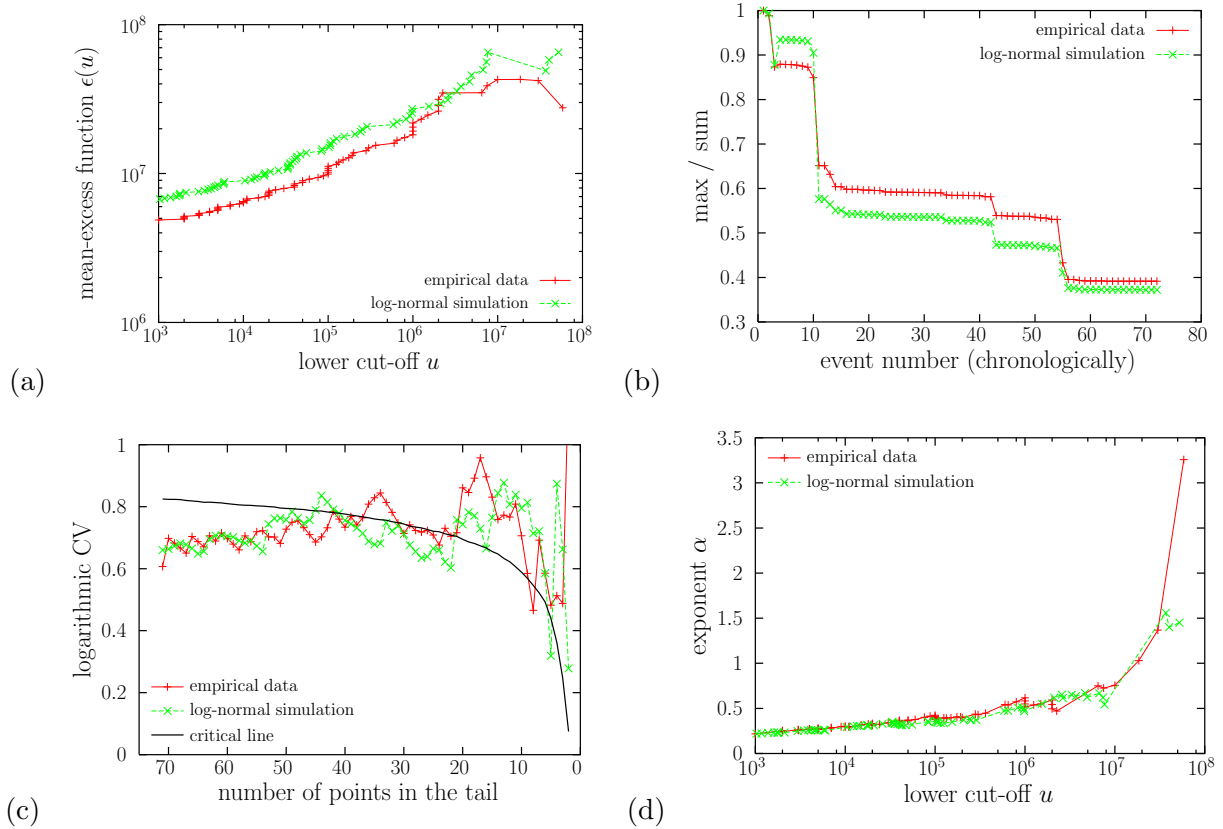 10^8
10^7
10^6
mean-excess function ϵ(u)
empirical data
log-normal simulation
10^3 10^4 10^5 10^6 10^7 10^8
lower cut-off u
(a)
1
0.9
0.8
0.7
0.6
0.5
0.4
0.3
max / sum
empirical data
log-normal simulation
0 10 20 30 40 50 60 70 80
event number (chronologically)
(b)
1
0.8
0.6
0.4
0.2
0
logarithmic CV
empirical data
log-normal simulation
critical line
70 60 50 40 30 20 10 0
number of points in the tail
(c)
3.5
3
2.5
2
1.5
1
0.5
0
exponent α
empirical data
log-normal simulation
10^3 10^4 10^5 10^6 10^7 10^8
lower cut-off u
(d)